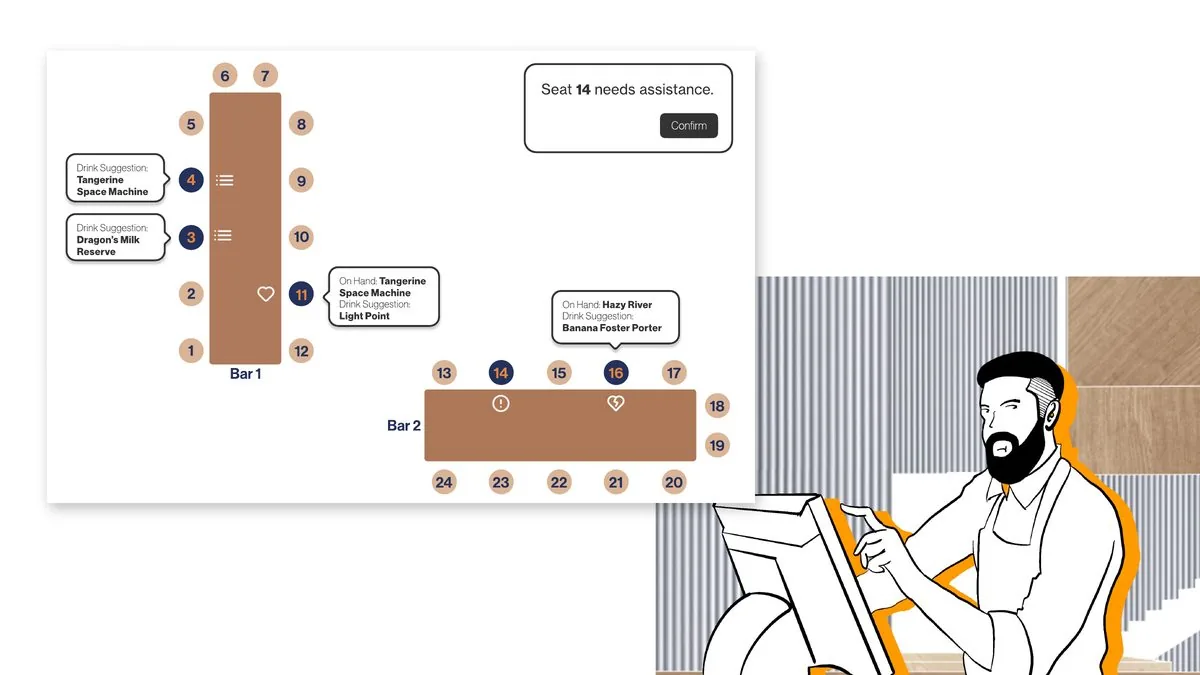 6 7
5 8
4 9
3 10
2 11
1 12
Bar 1
Drink Suggestion:
Tangerine
Space Machine
Drink Suggestion:
Dragon's Milk
Reserve
On Hand: Tangerine
Space Machine
Drink Suggestion:
Light Point
Seat 14 needs assistance.
Confirm
On Hand: Hazy River
Drink Suggestion:
Banana Foster Porter
13 14 15 16 17
18
Bar 2
19
24 23 22 21 20